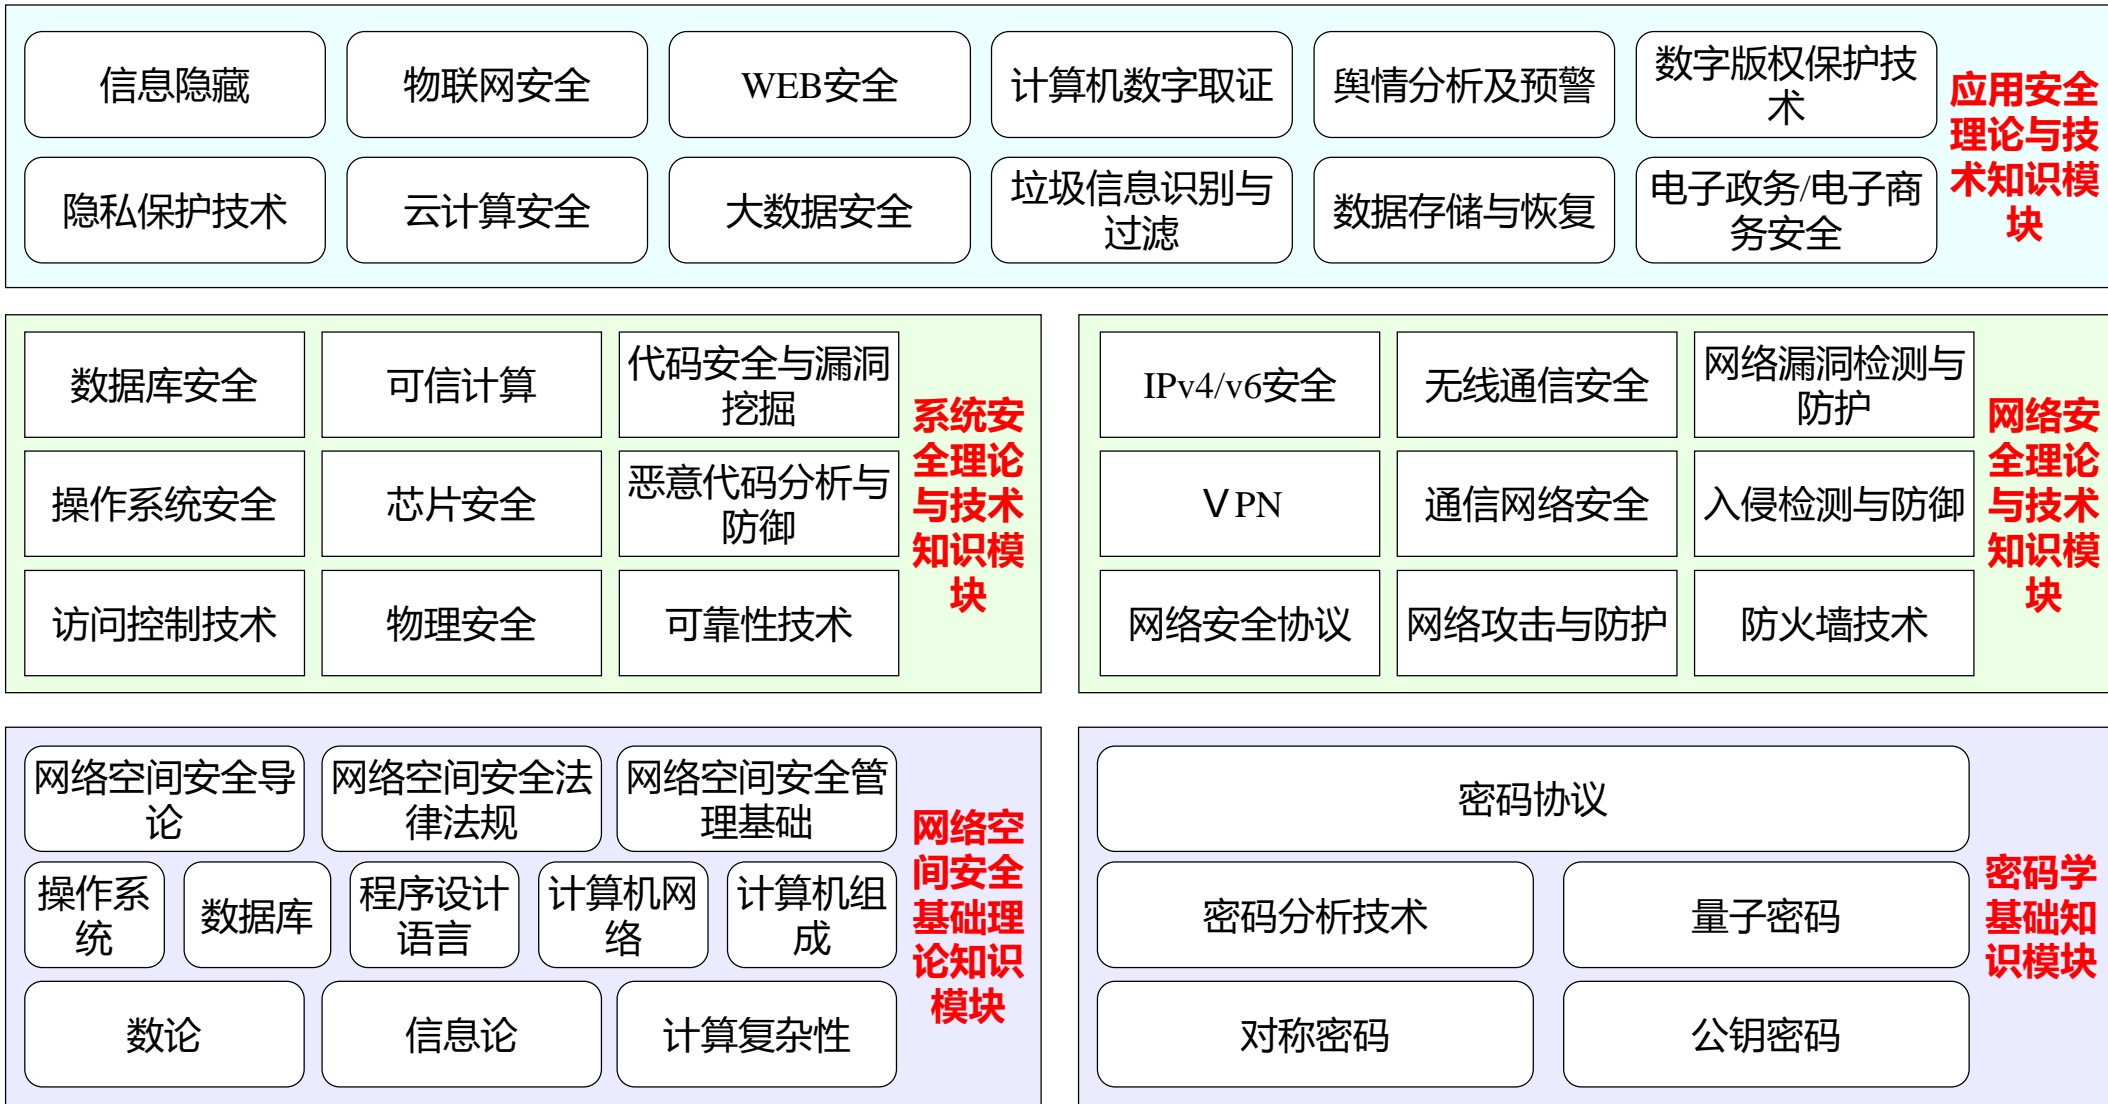 信息隐藏
物联网安全
WEB安全
计算机数字取证
舆情分析及预警
数字版权保护技
术
隐私保护技术
云计算安全
大数据安全
垃圾信息识别与
过滤
数据存储与恢复
电子政务/电子商
务安全
应用安全
理论与技
术知识模
块
数据库安全
可信计算
代码安全与漏洞
挖掘
操作系统安全
芯片安全
恶意代码分析与
防御
访问控制技术
物理安全
可靠性技术
系统安
全理论
与技术
知识模
块
IPv4/v6安全
无线通信安全
网络漏洞检测与
防护
VPN
通信网络安全
入侵检测与防御
网络安全协议
网络攻击与防护
防火墙技术
网络安
全理论
与技术
知识模
块
网络空间安全导
论
网络空间安全法
律法规
网络空间安全管
理基础
操作系
统
数据库
程序设计
语言
计算机网
络
计算机组
成
数论
信息论
计算复杂性
网络空
间安全
基础理
论知识
模块
密码协议
密码分析技术
量子密码
对称密码
公钥密码
密码学
基础知
识模块